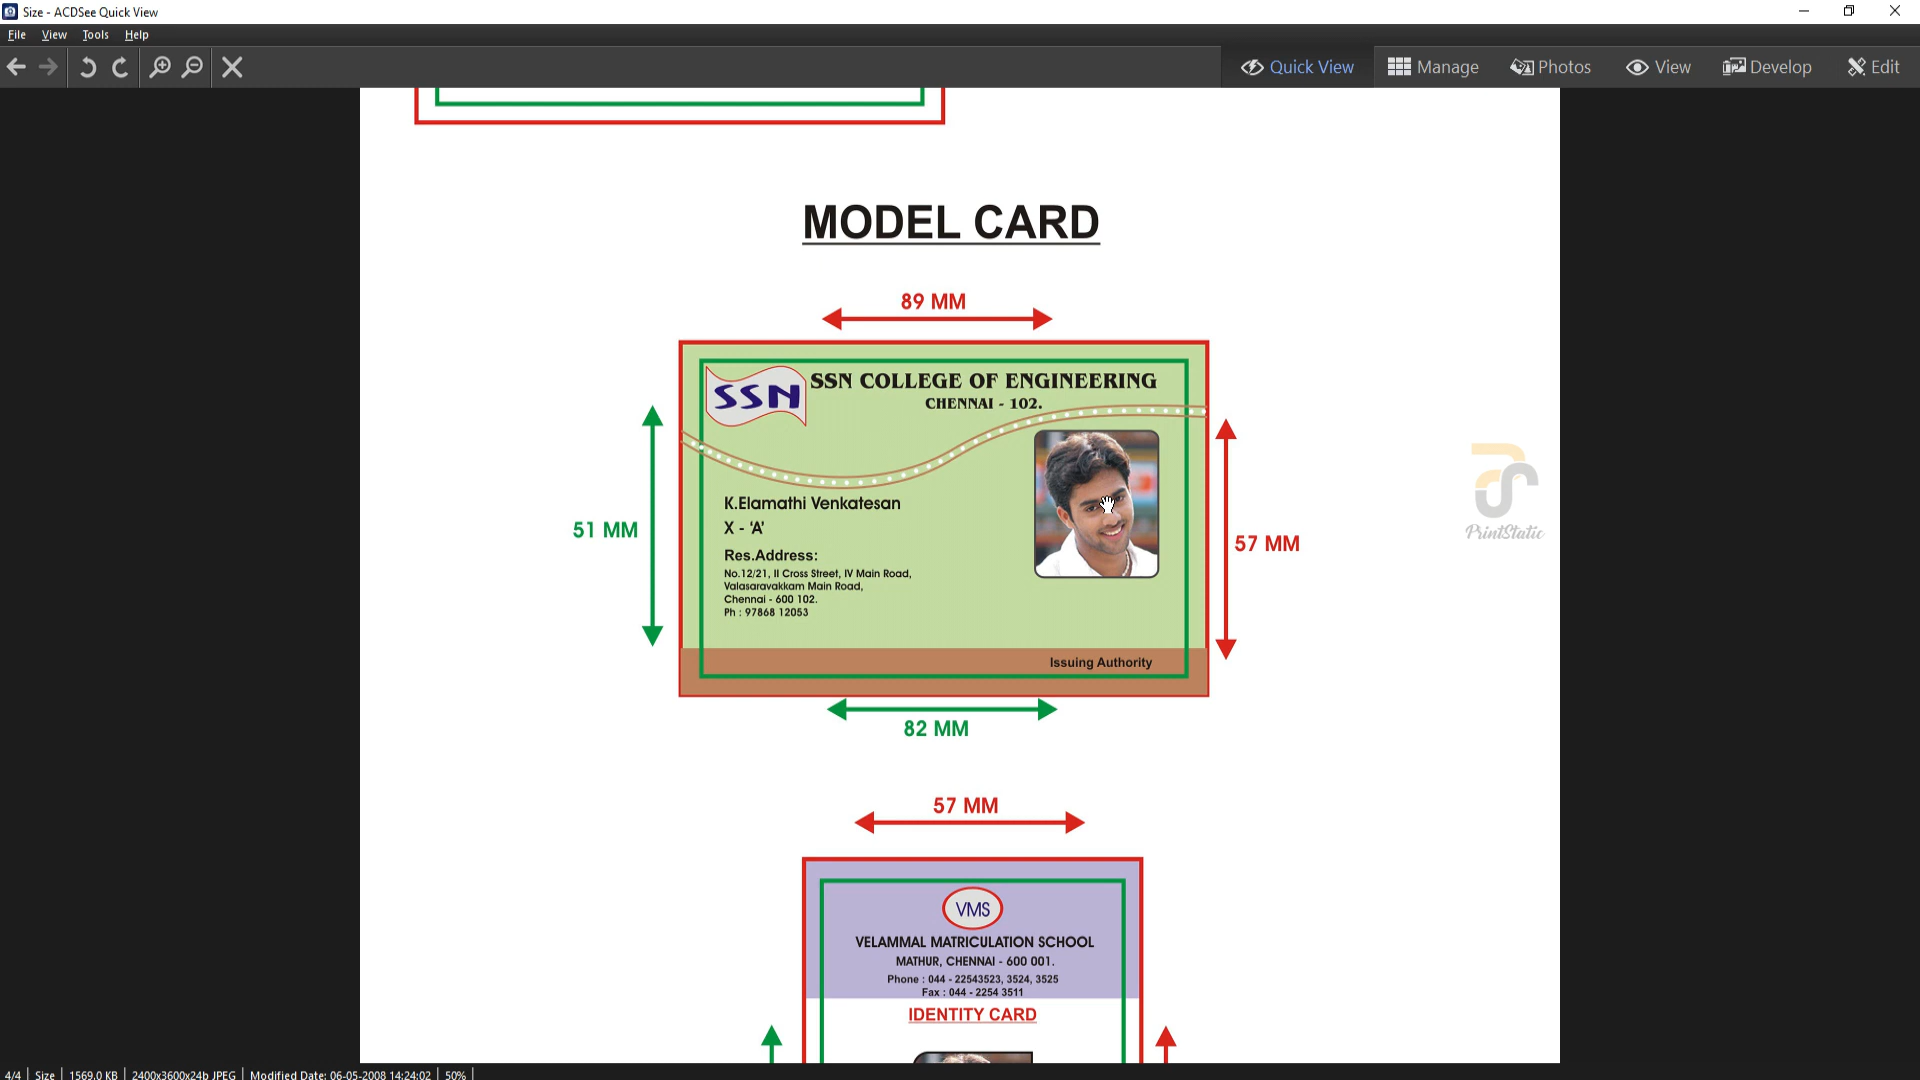 Size - ACDSee Quick View
File View Tools Help
Quick View Manage Photos View Develop Edit
MODEL CARD
89 MM
SSN
SSN COLLEGE OF ENGINEERING
CHENNAI - 102.
K.Elamathi Venkatesan
X - ‘A’
Res.Address:
No.12/21, II Cross Street, IV Main Road,
Valasaravakkam Main Road,
Chennai - 600 102.
Ph : 97868 12053
Issuing Authority
51 MM
57 MM
82 MM
PrintStatic
57 MM
VMS
VELAMMAL MATRICULATION SCHOOL
MATHUR, CHENNAI - 600 001.
Phone : 044 - 22543523, 3524, 3525
Fax : 044 - 2254 3511
IDENTITY CARD
4/4 Size 1569.0 KB 2400x3600x24b JPEG Modified Date: 06-05-2008 14:24:02 50%